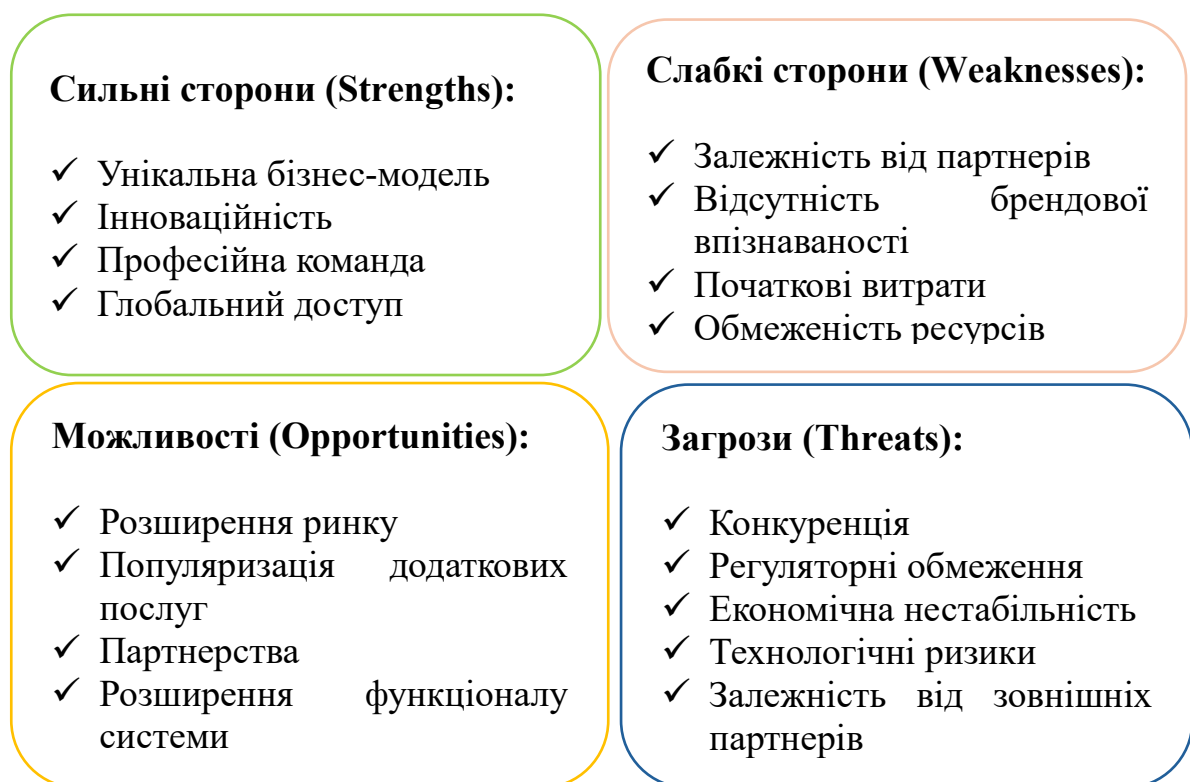 Сильні сторони (Strengths):
✓ Унікальна бізнес-модель
✓ Інноваційність
✓ Професійна команда
✓ Глобальний доступ
Слабкі сторони (Weaknesses):
✓ Залежність від партнерів
✓ Відсутність брендової
впізнаваності
✓ Початкові витрати
✓ Обмеженість ресурсів
Можливості (Opportunities):
✓ Розширення ринку
✓ Популяризація додаткових
послуг
✓ Партнерства
✓ Розширення функціоналу
системи
Загрози (Threats):
✓ Конкуренція
✓ Регуляторні обмеження
✓ Економічна нестабільність
✓ Технологічні ризики
✓ Залежність від зовнішніх
партнерів